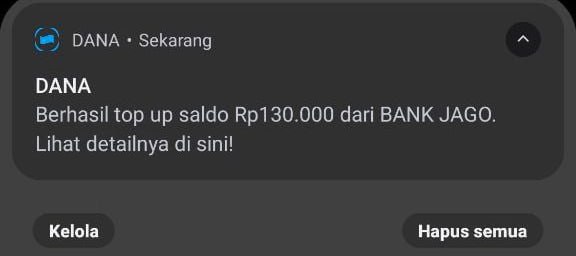 DANA • Sekarang
DANA
Berhasil top up saldo Rp130.000 dari BANK JAGO.
Lihat detailnya di sini!
Kelola
Hapus semua